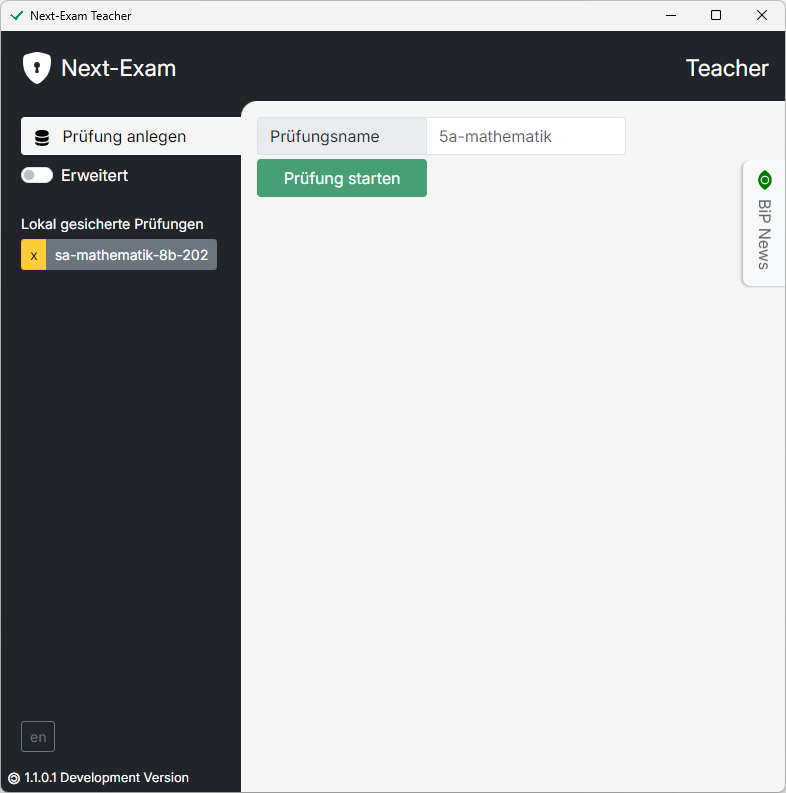 Next-Exam Teacher
Next-Exam
Teacher
Prüfung anlegen
Erweitert
Lokal gesicherte Prüfungen
x sa-mathematik-8b-202
Prüfungsname 5a-mathematik
Prüfung starten
BiP News
en
1.1.0.1 Development Version